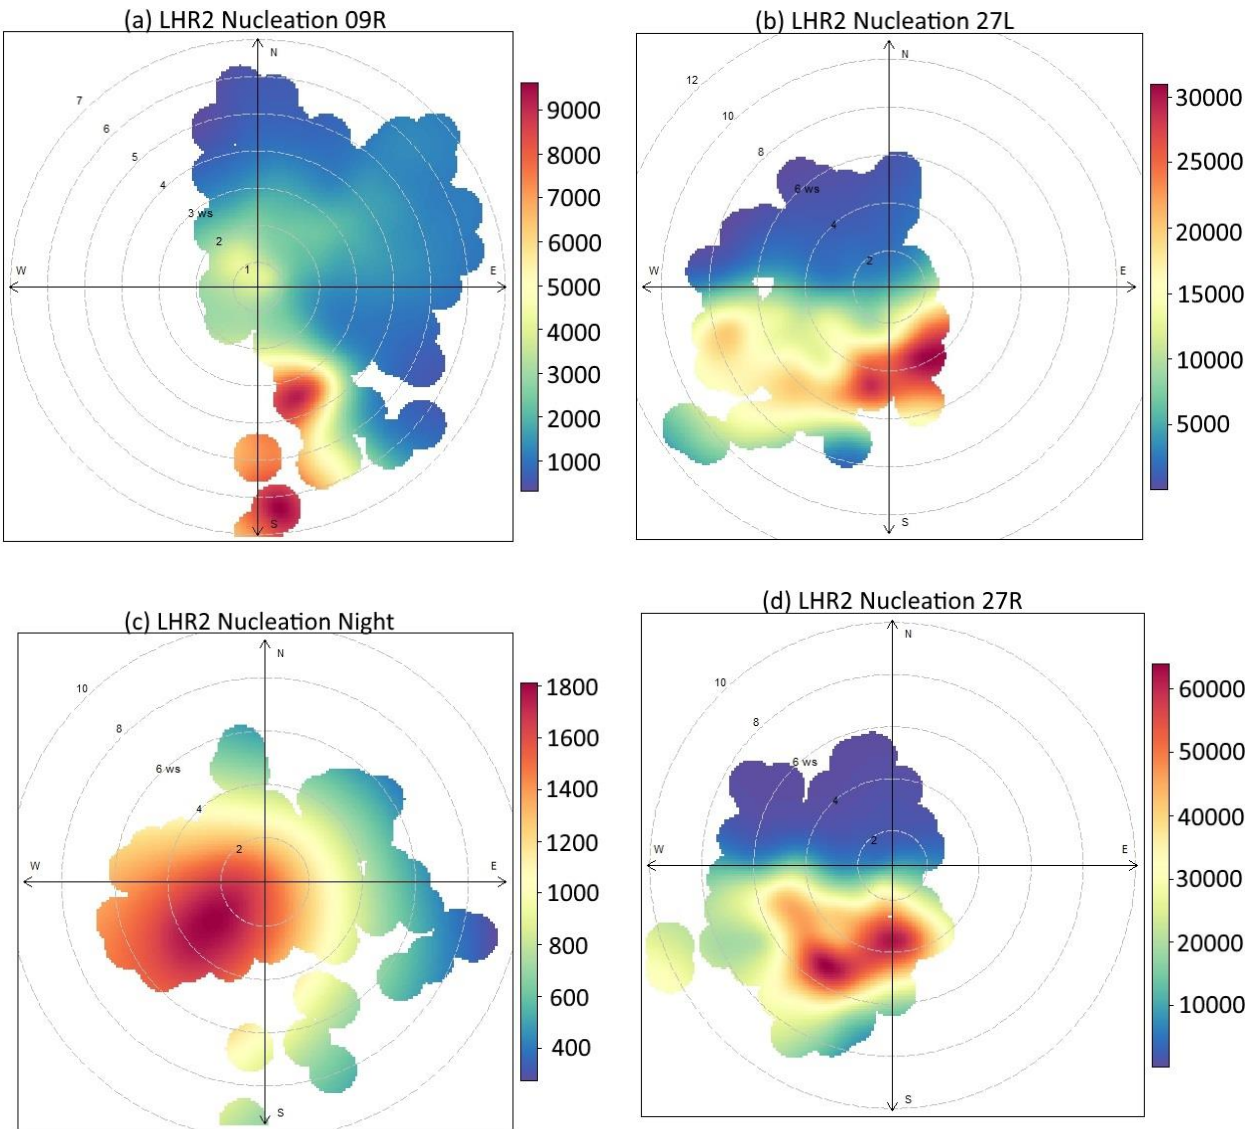 (a) LHR2 Nucleation 09R
N
7
6
5
4
3 ws
2
1
W
E
S
9000
8000
7000
6000
5000
4000
3000
2000
1000
(b) LHR2 Nucleation 27L
N
12
10
8
6 ws
4
2
W
E
S
30000
25000
20000
15000
10000
5000
(c) LHR2 Nucleation Night
N
10
8
6 ws
4
2
W
E
S
1800
1600
1400
1200
1000
800
600
400
(d) LHR2 Nucleation 27R
N
10
8
6 ws
4
2
W
E
S
60000
50000
40000
30000
20000
10000